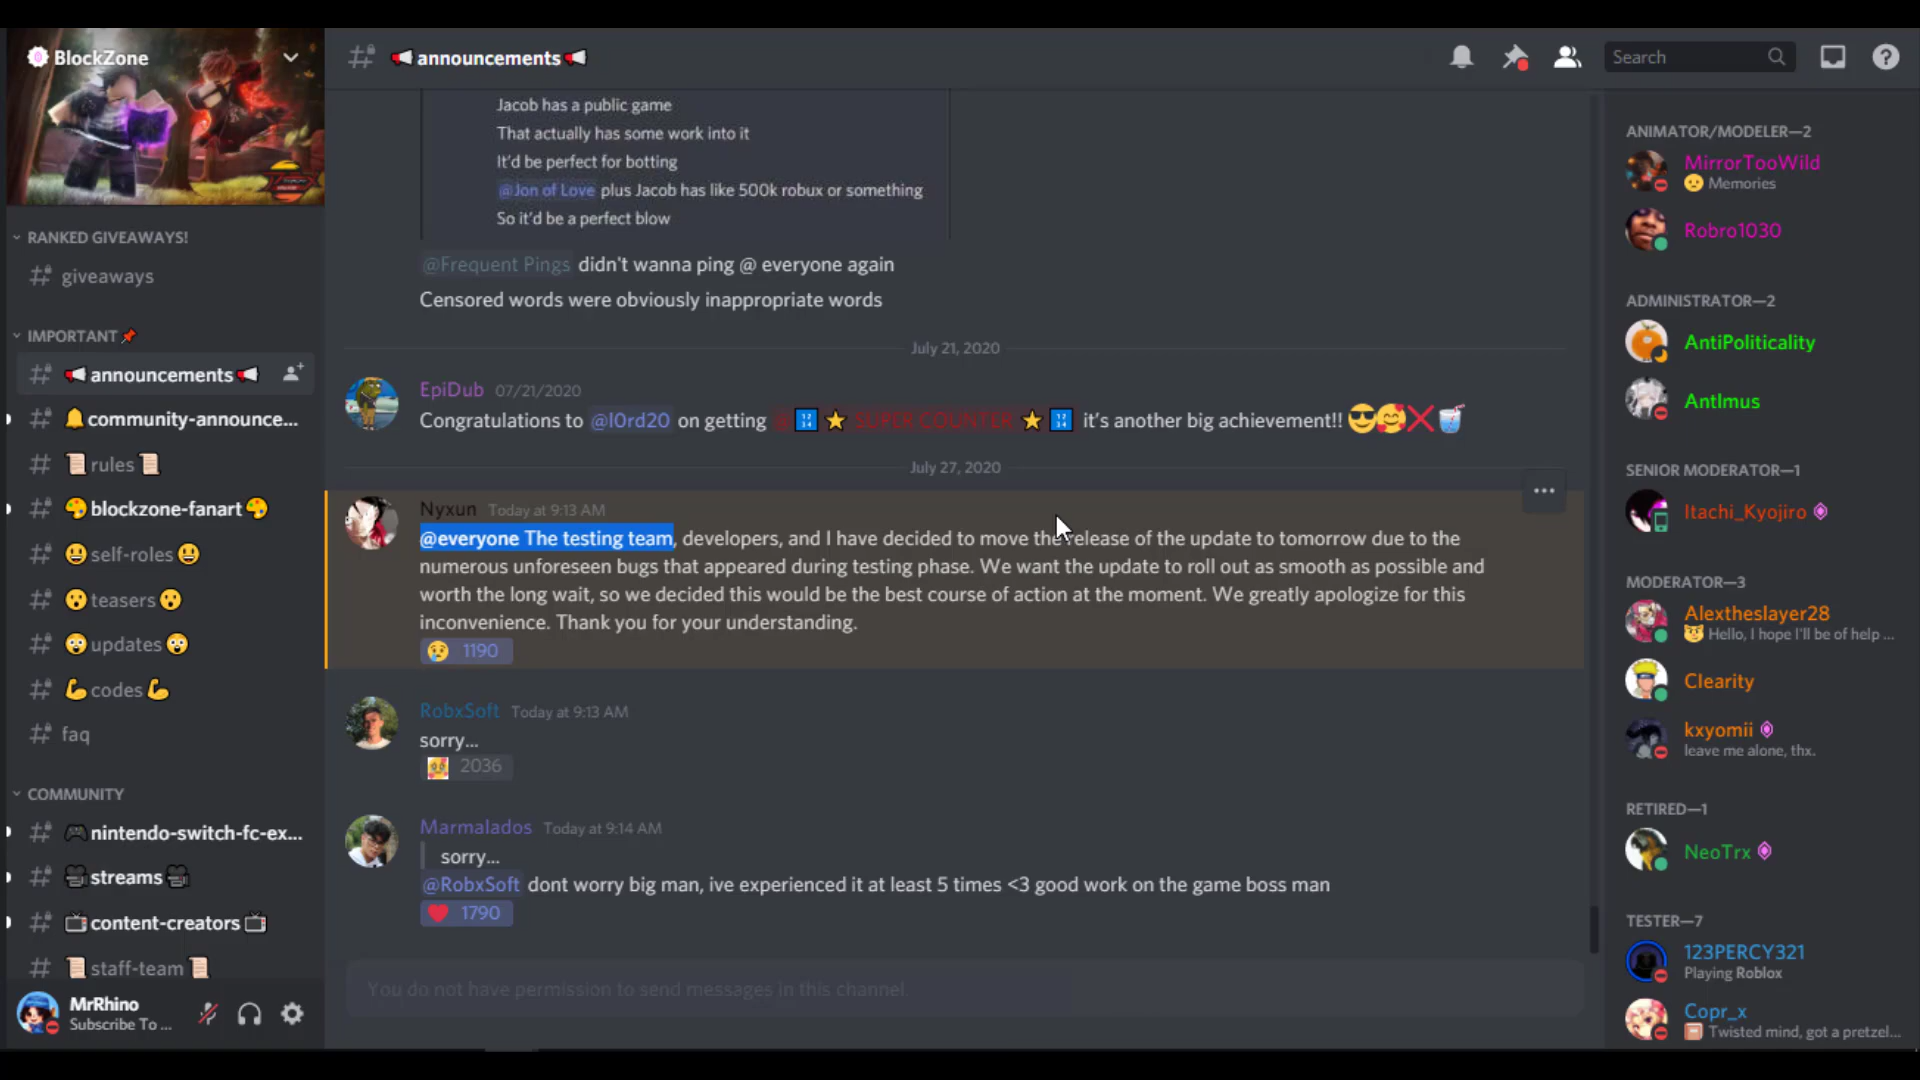 BlockZone
announcements
Search
Jacob has a public game
That actually has some work into it
It'd be perfect for botting
@Jon of Love plus Jacob has like 500k robux or something
So it'd be a perfect blow
@Frequent Pings didn't wanna ping @ everyone again
Censored words were obviously inappropriate words
July 21, 2020
EpiDub 07/21/2020
Congratulations to @l0rd20 on getting @🔢⭐ SUPER COUNTER ⭐🔢 it's another big achievement!! 😎🥰❌🥤
July 27, 2020
Nyxun Today at 9:13 AM
@everyone The testing team, developers, and I have decided to move the release of the update to tomorrow due to the
numerous unforeseen bugs that appeared during testing phase. We want the update to roll out as smooth as possible and
worth the long wait, so we decided this would be the best course of action at the moment. We greatly apologize for this
inconvenience. Thank you for your understanding.
1190
RobxSoft Today at 9:13 AM
sorry...
2036
Marmalados Today at 9:14 AM
sorry...
@RobxSoft dont worry big man, ive experienced it at least 5 times <3 good work on the game boss man
1790
You do not have permission to send messages in this channel.
RANKED GIVEAWAYS!
# giveaways
IMPORTANT📌
# 📢announcements📢
# 🔔community-announce...
# 📜rules📜
# 🎨blockzone-fanart🎨
# 😃self-roles😃
# 😮teasers😮
# 😲updates😲
# 💪codes💪
# faq
COMMUNITY
# 🎮nintendo-switch-fc-ex...
# 🎥streams🎥
# 📺content-creators📺
# 📜staff-team📜
MrRhino
Subscribe To ...
ANIMATOR/MODELER—2
MirrorTooWild
Memories
Robro1030
ADMINISTRATOR—2
AntiPoliticality
AntImus
SENIOR MODERATOR—1
Itachi_Kyojiro
MODERATOR—3
Alextheslayer28
Hello, I hope I'll be of help ...
Clearity
kxyomii
leave me alone, thx.
RETIRED—1
NeoTrx
TESTER—7
123PERCY321
Playing Roblox
Copr_x
Twisted mind, got a pretzel...